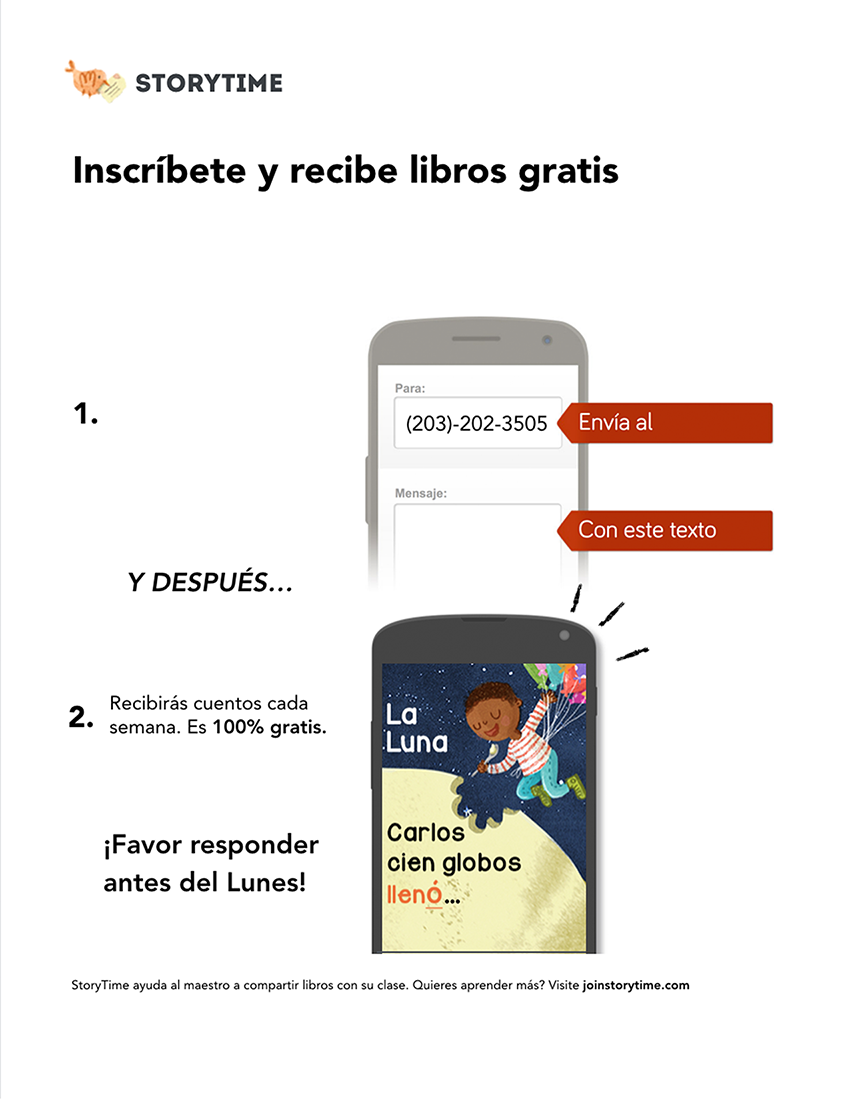 STORYTIME
Inscríbete y recibe libros gratis
1.
Para:
(203)-202-3505
Envía al
Mensaje:
Con este texto
Y DESPUÉS...
2.
Recibirás cuentos cada
semana. Es 100% gratis.
La
Luna
Carlos
cien globos
llenó...
¡Favor responder
antes del Lunes!
StoryTime ayuda al maestro a compartir libros con su clase. Quieres aprender más? Visite joinstorytime.com